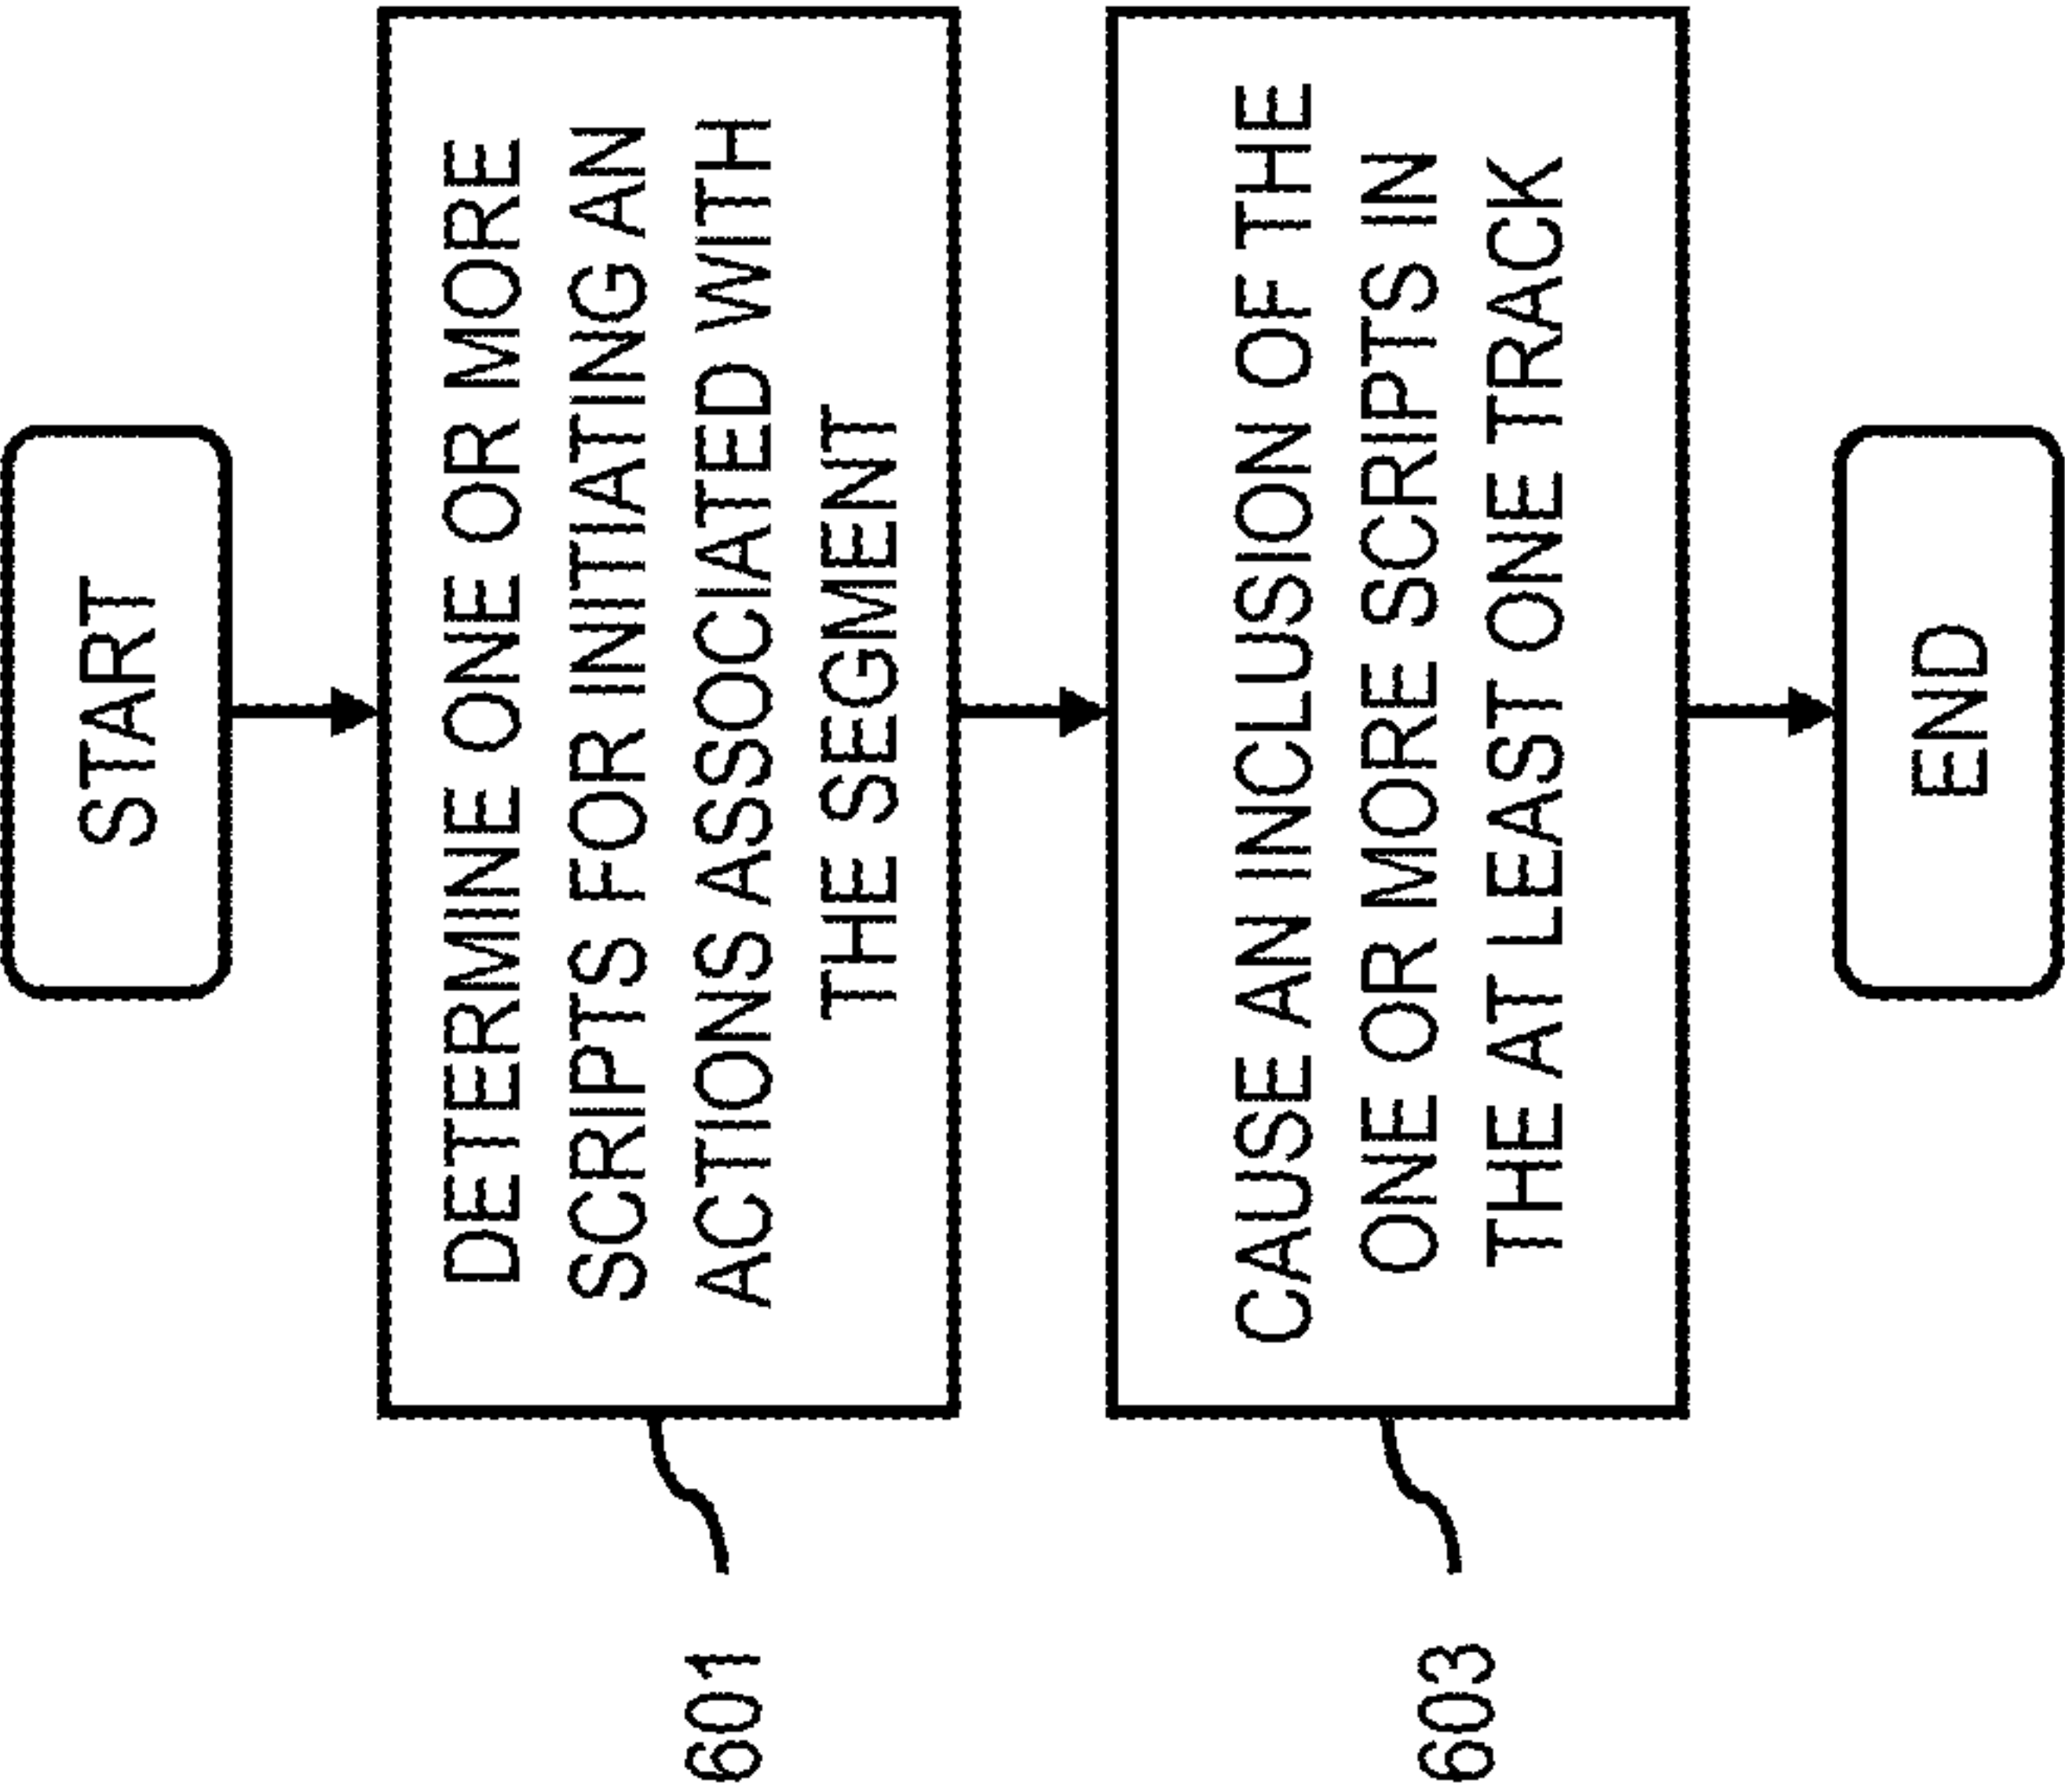 START
DETERMINE ONE OR MORE
SCRIPTS FOR INITIATING AN
ACTIONS ASSOCIATED WITH
THE SEGMENT
601
CAUSE AN INCLUSION OF THE
ONE OR MORE SCRIPTS IN
THE AT LEAST ONE TRACK
603
END